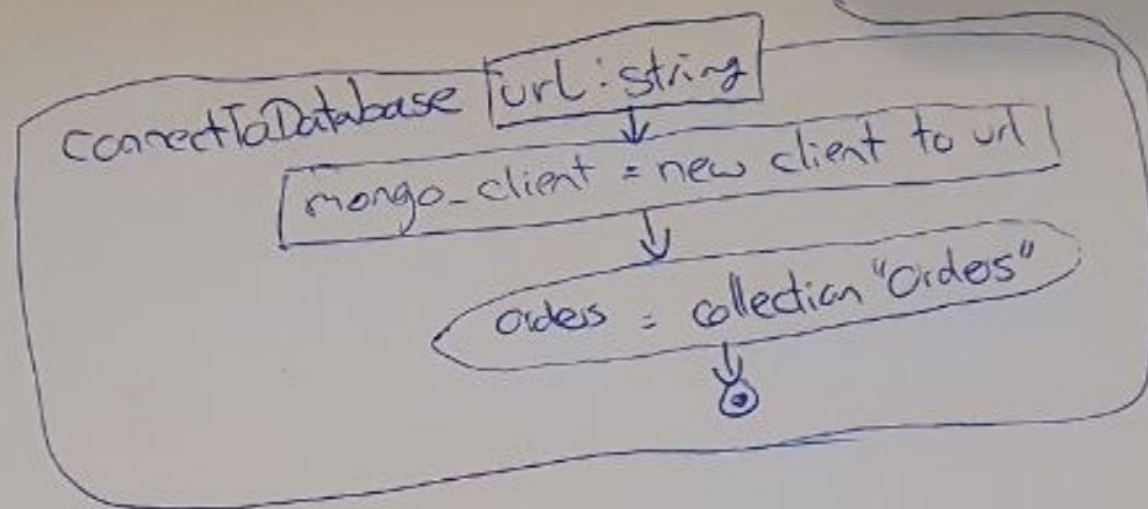 connectToDatabase url: string
mongo_client = new client to url
orders = collection "Orders"